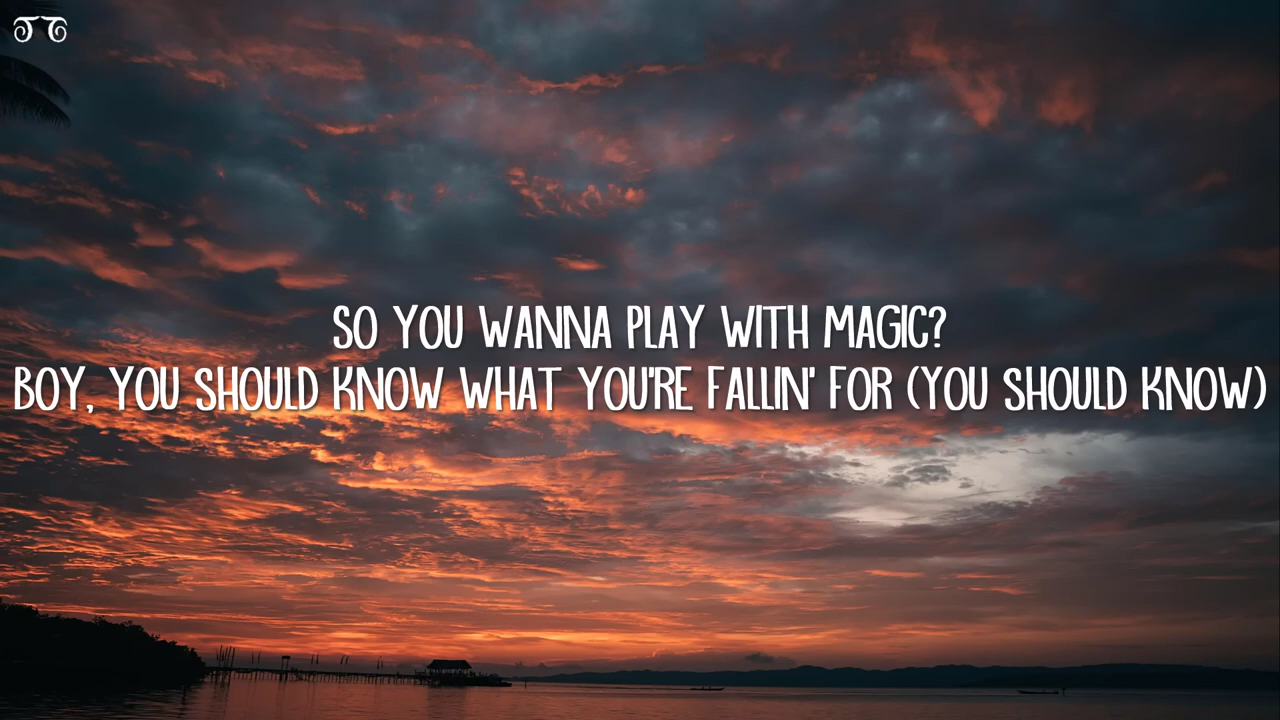 SO YOU WANNA PLAY WITH MAGIC?
BOY, YOU SHOULD KNOW WHAT YOU'RE FALLIN' FOR (YOU SHOULD KNOW)